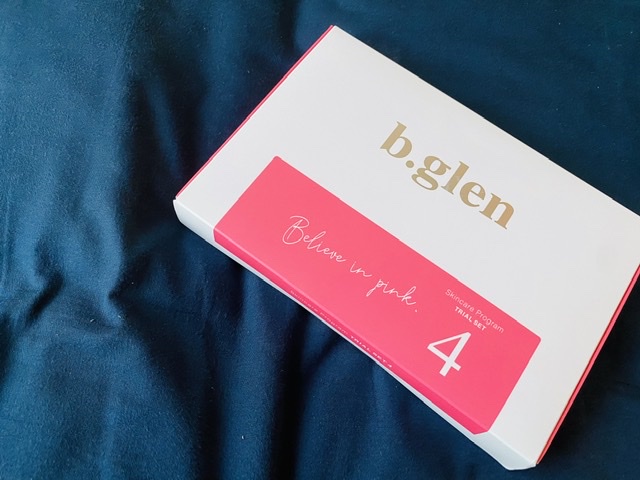 b.glen
Believe in pink.
Skincare Program
TRIAL SET
4